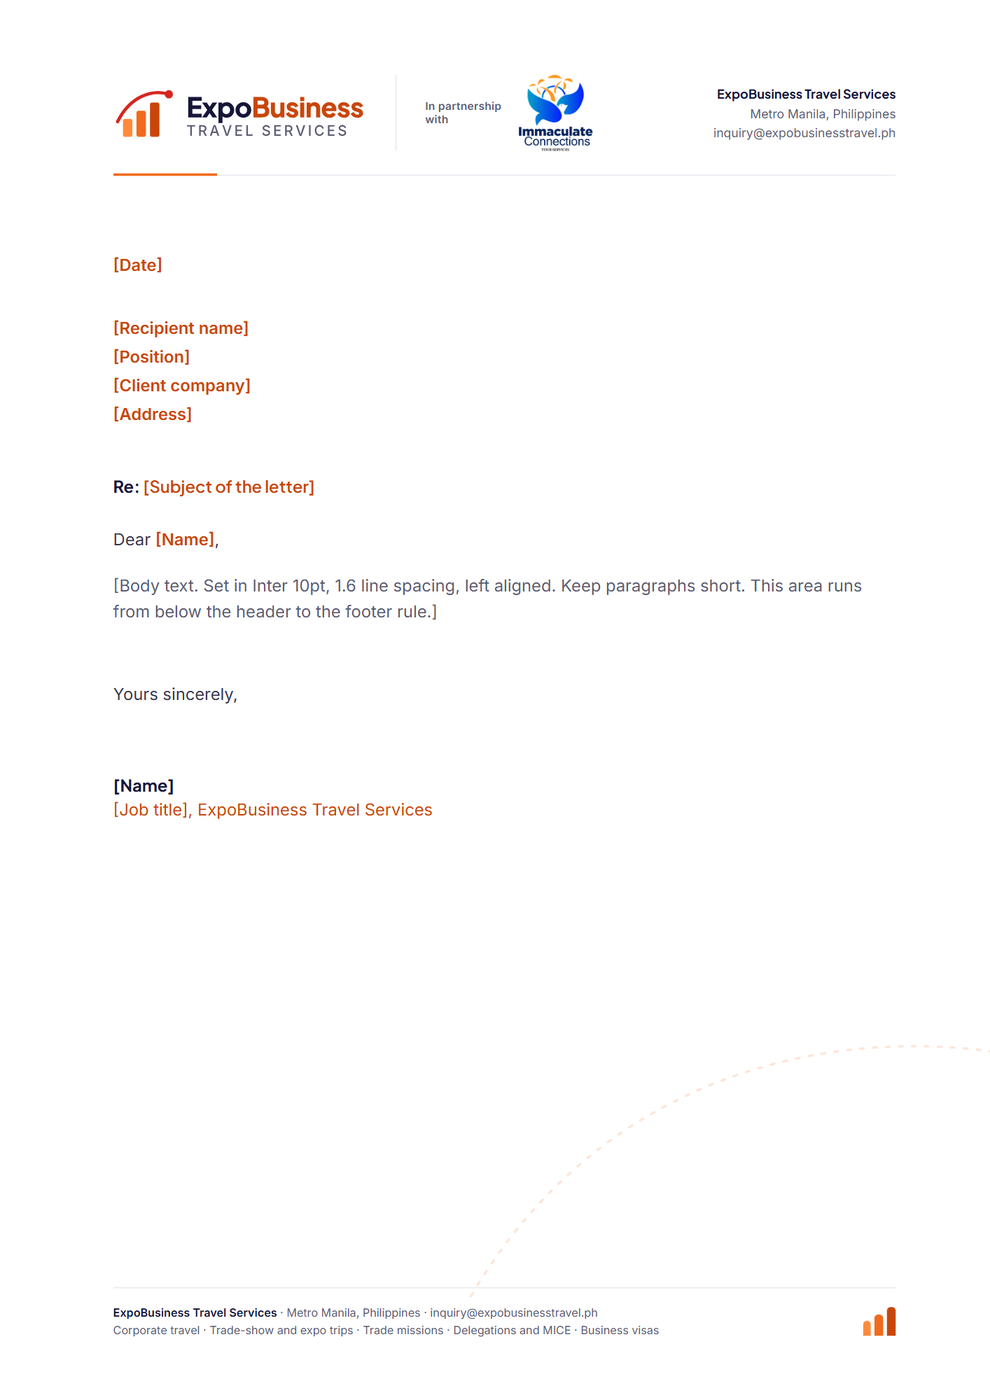 ExpoBusiness
TRAVEL SERVICES
In partnership
with
Immaculate
Connections
ExpoBusiness Travel Services
Metro Manila, Philippines
inquiry@expobusinesstravel.ph
[Date]
[Recipient name]
[Position]
[Client company]
[Address]
Re: [Subject of the letter]
Dear [Name],
[Body text. Set in Inter 10pt, 1.6 line spacing, left aligned. Keep paragraphs short. This area runs
from below the header to the footer rule.]
Yours sincerely,
[Name]
[Job title], ExpoBusiness Travel Services
ExpoBusiness Travel Services · Metro Manila, Philippines · inquiry@expobusinesstravel.ph
Corporate travel · Trade-show and expo trips · Trade missions · Delegations and MICE · Business visas